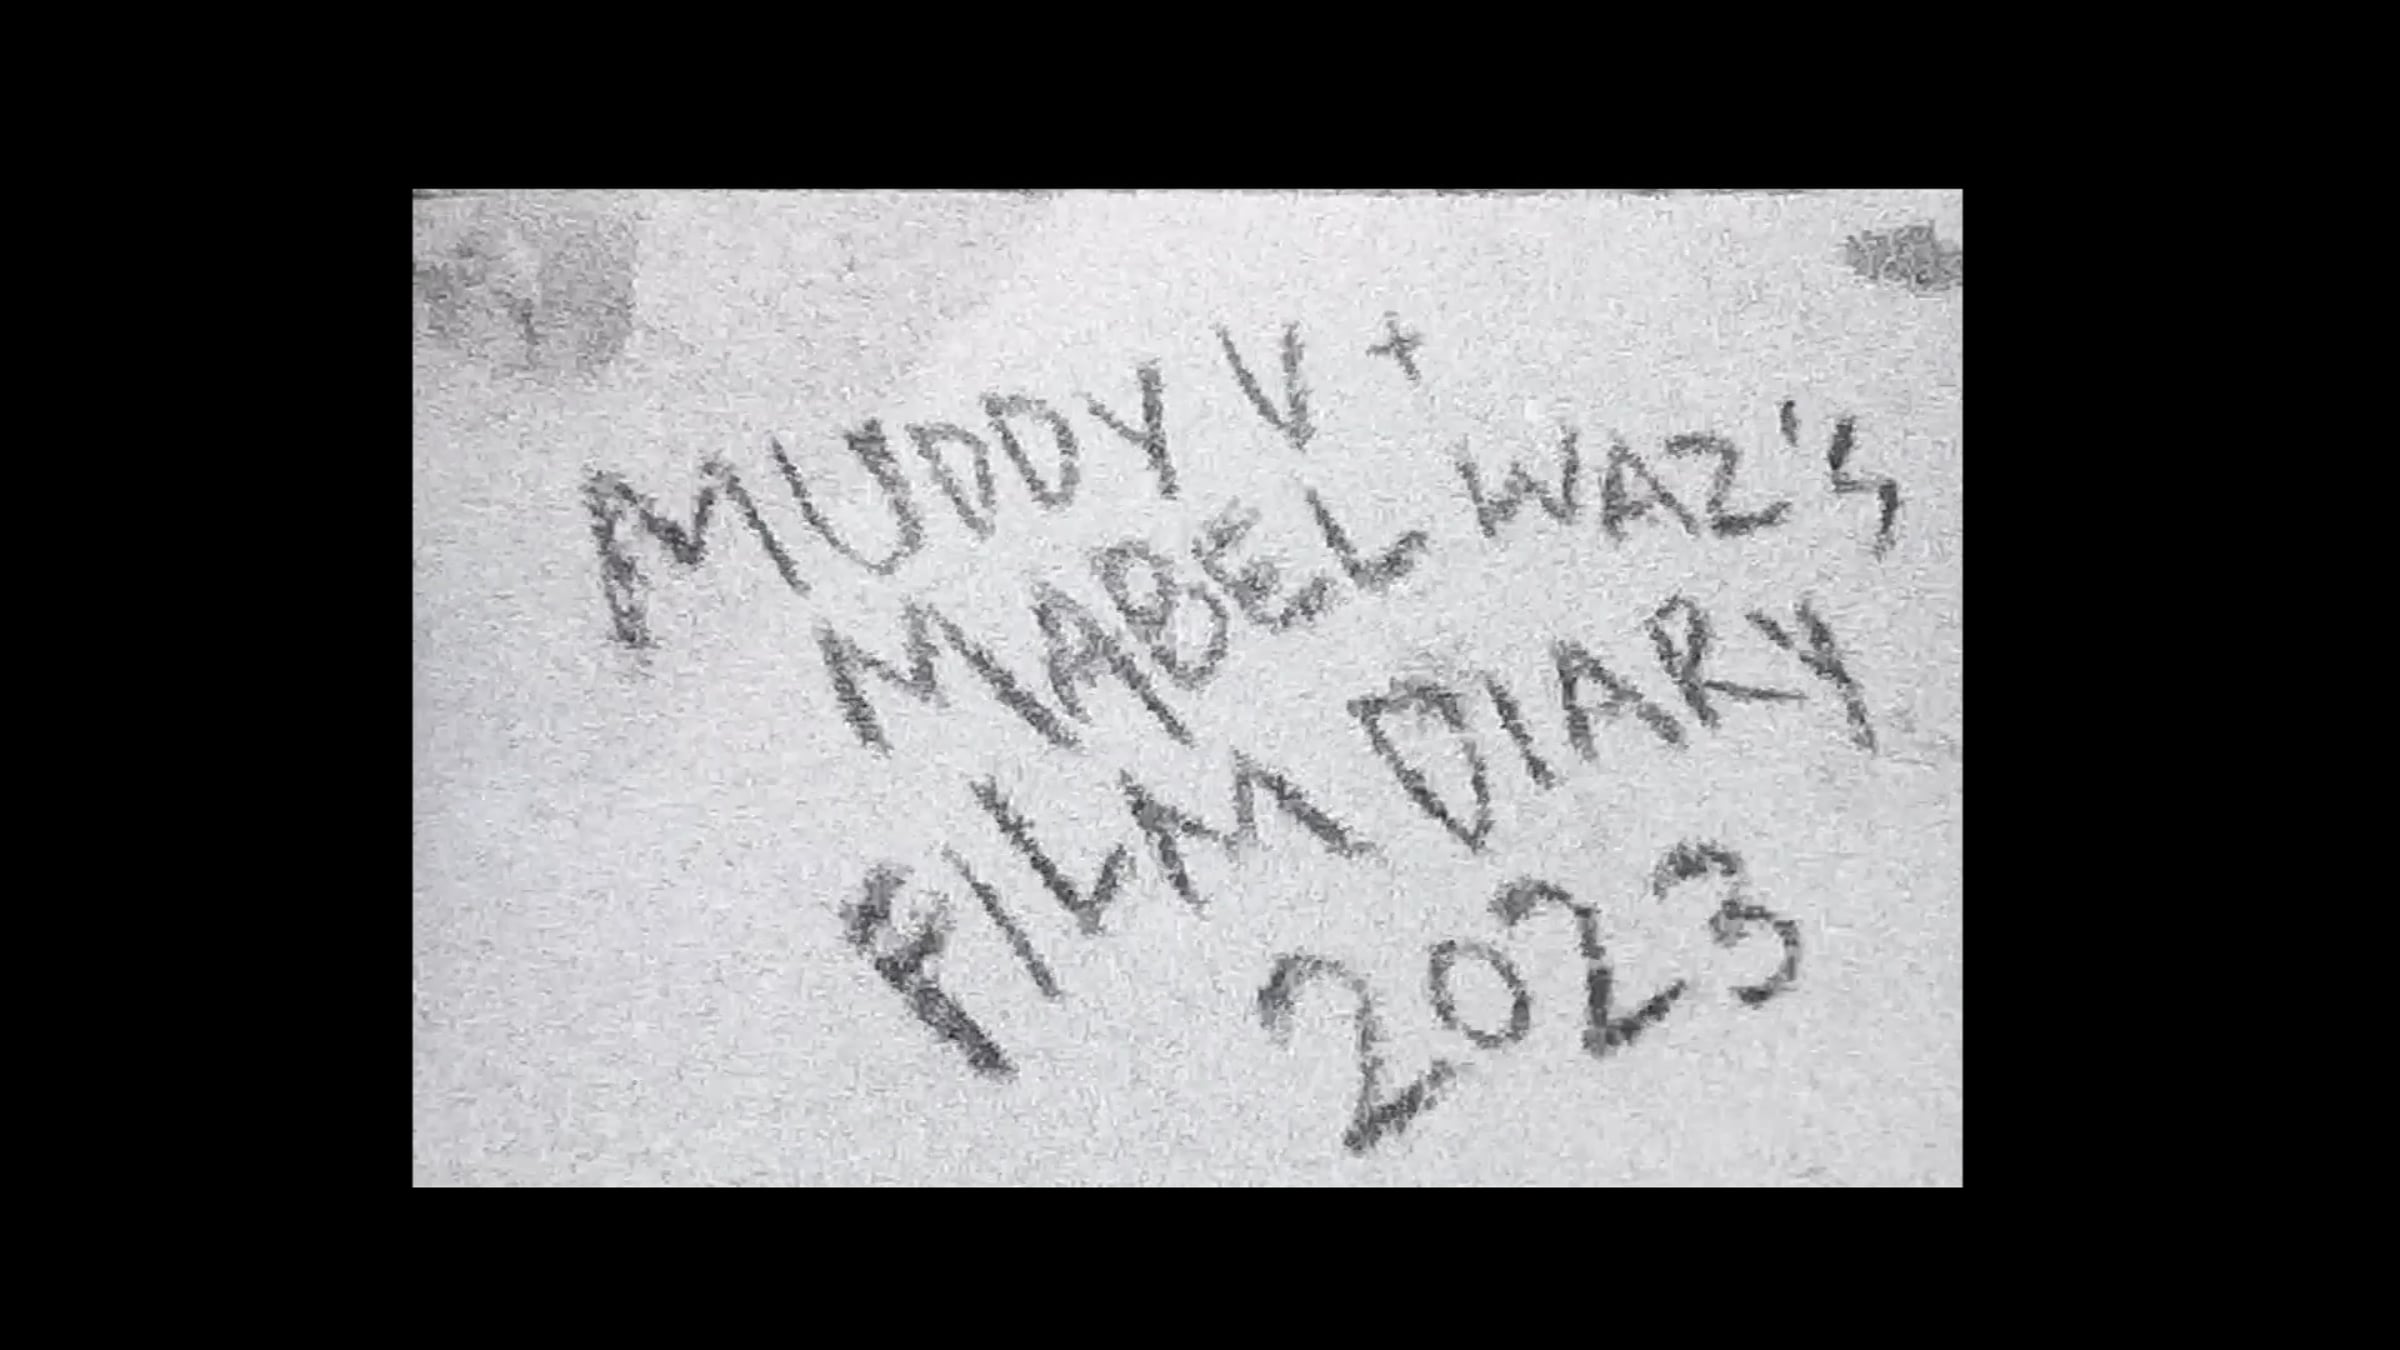 MUDDY V +
MABEL WAZ'S
FILM DIARY
2023